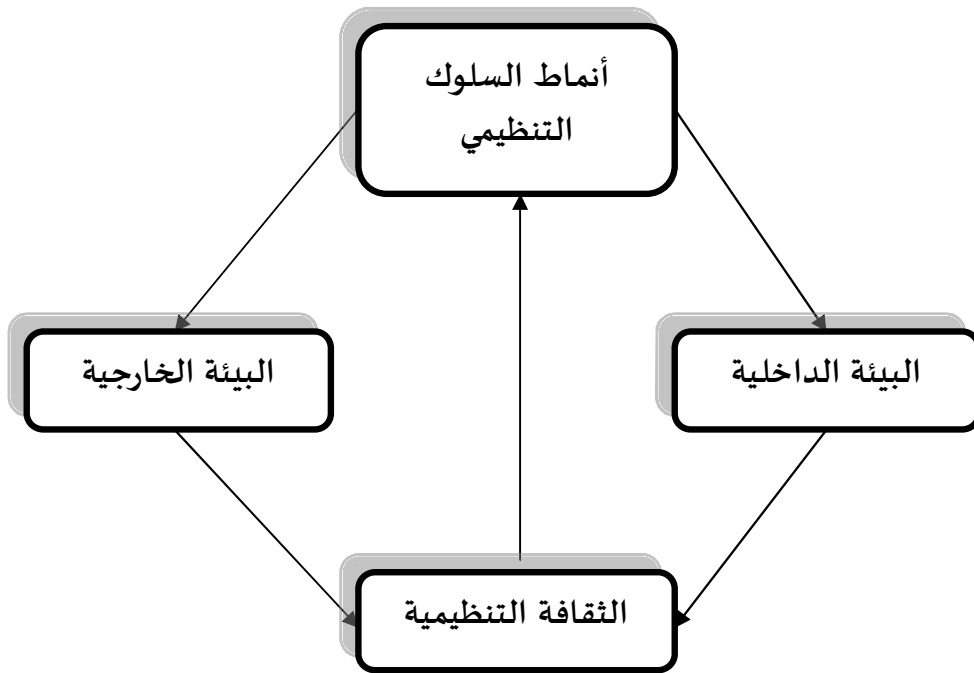 أنماط السلوك
التنظيمي
البيئة الداخلية
البيئة الخارجية
الثقافة التنظيمية